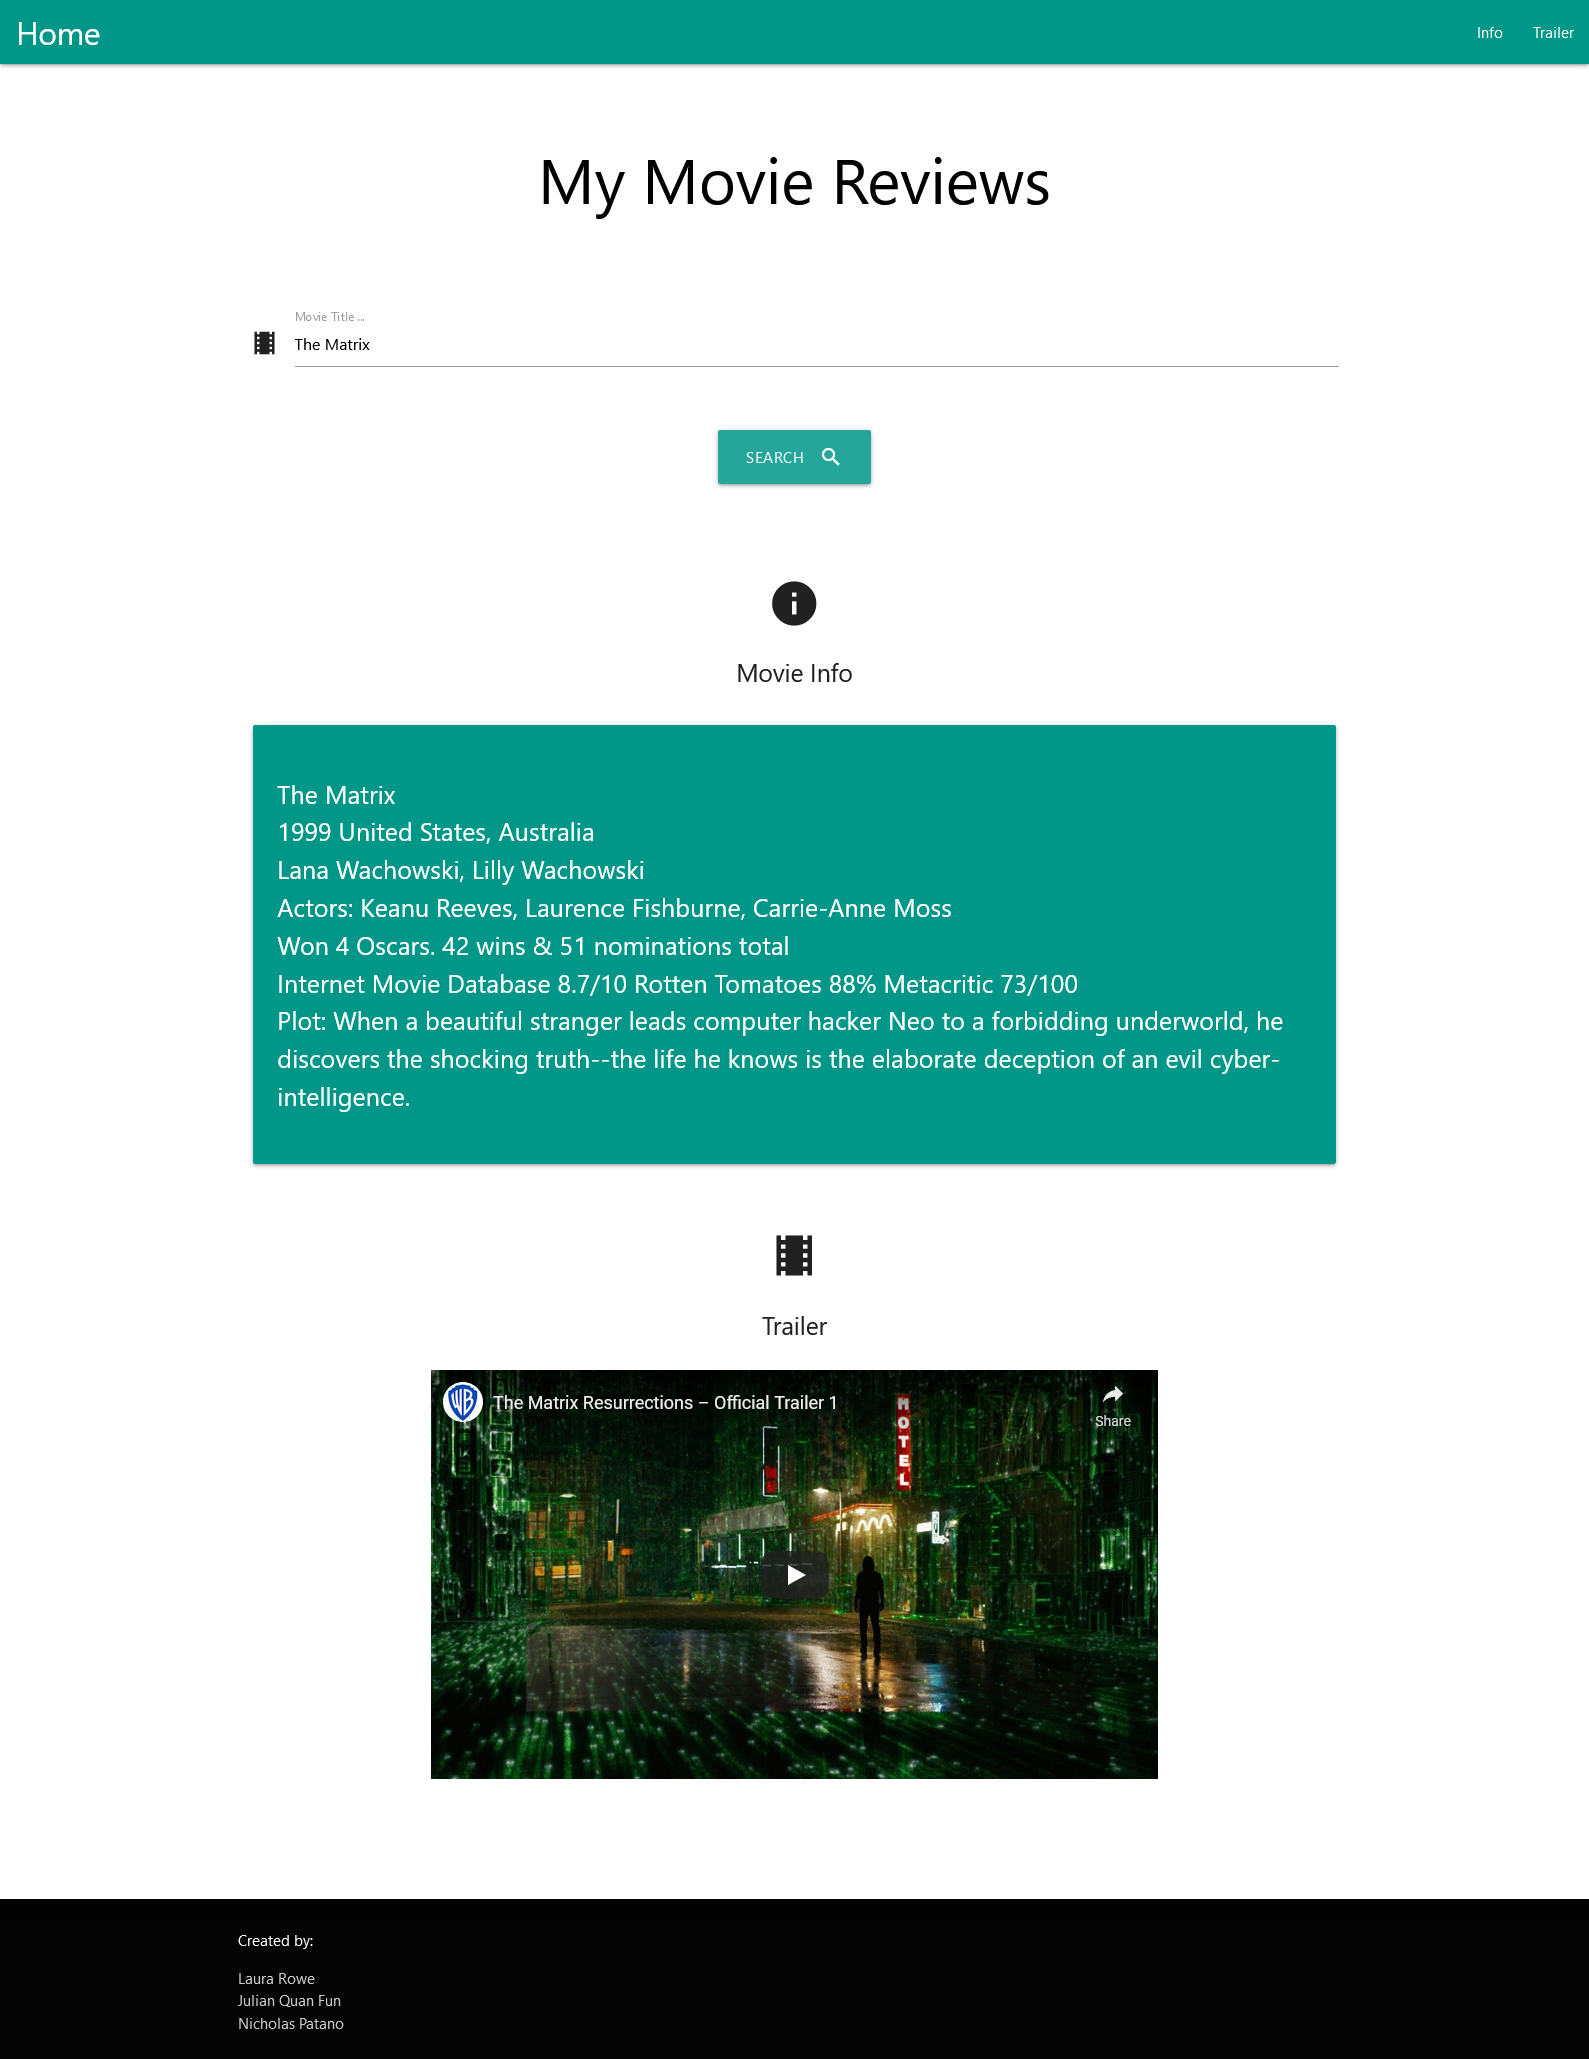 Home
Info
Trailer
My Movie Reviews
Movie Title ...
The Matrix
SEARCH
Movie Info
The Matrix
1999 United States, Australia
Lana Wachowski, Lilly Wachowski
Actors: Keanu Reeves, Laurence Fishburne, Carrie-Anne Moss
Won 4 Oscars. 42 wins & 51 nominations total
Internet Movie Database 8.7/10 Rotten Tomatoes 88% Metacritic 73/100
Plot: When a beautiful stranger leads computer hacker Neo to a forbidding underworld, he
discovers the shocking truth--the life he knows is the elaborate deception of an evil cyber-
intelligence.
Trailer
WB
The Matrix Resurrections – Official Trailer 1
Share
HOTEL
Created by:
Laura Rowe
Julian Quan Fun
Nicholas Patano